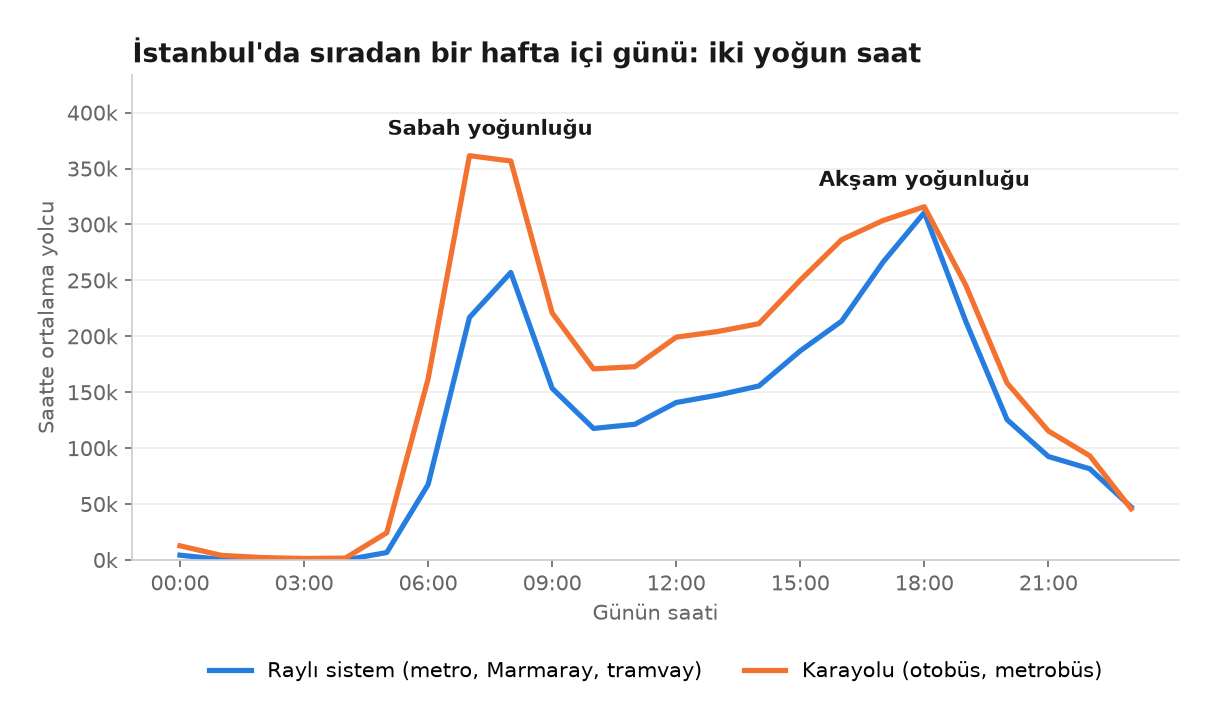 İstanbul'da sıradan bir hafta içi günü: iki yoğun saat
Saatte ortalama yolcu
400k
350k
300k
250k
200k
150k
100k
50k
0k
Sabah yoğunluğu
Akşam yoğunluğu
00:00 03:00 06:00 09:00 12:00 15:00 18:00 21:00
Günün saati
Raylı sistem (metro, Marmaray, tramvay) Karayolu (otobüs, metrobüs)